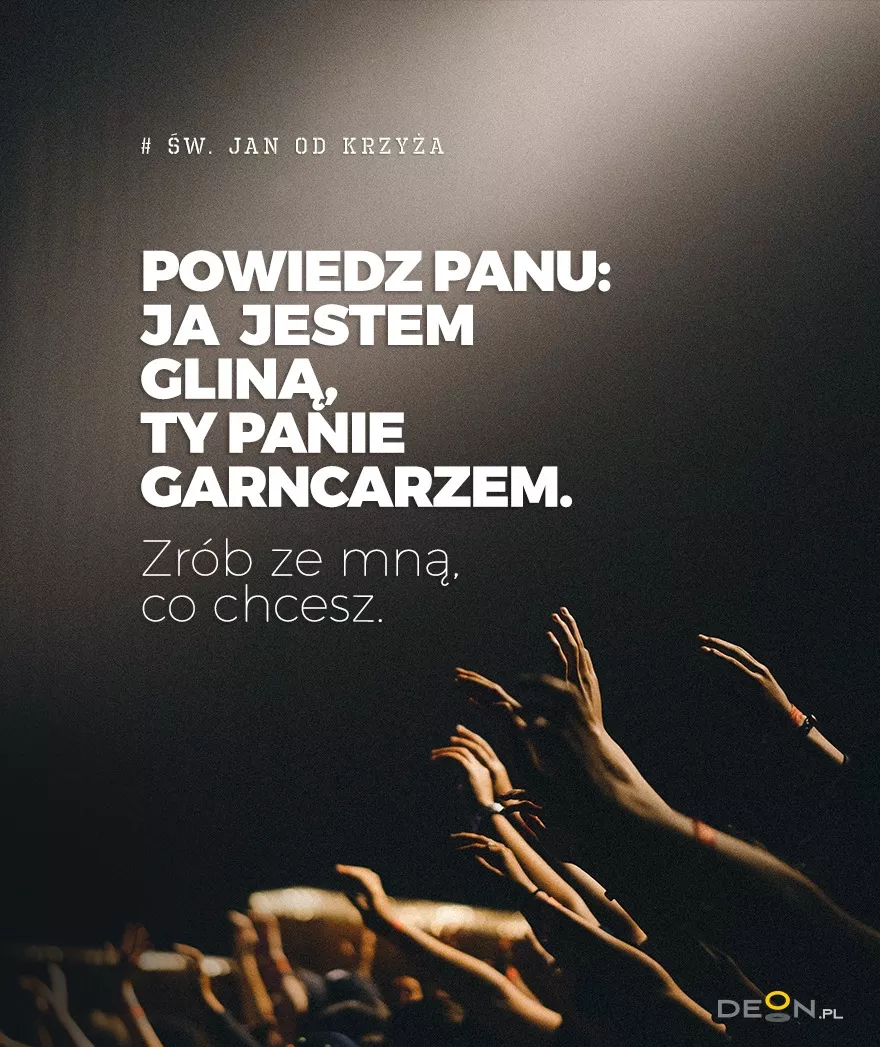 # ŚW. JAN OD KRZYŻA
POWIEDZ PANU:
JA JESTEM
GLINĄ,
TY PANIE
GARNCARZEM.
Zrób ze mną,
co chcesz.
DEON.PL